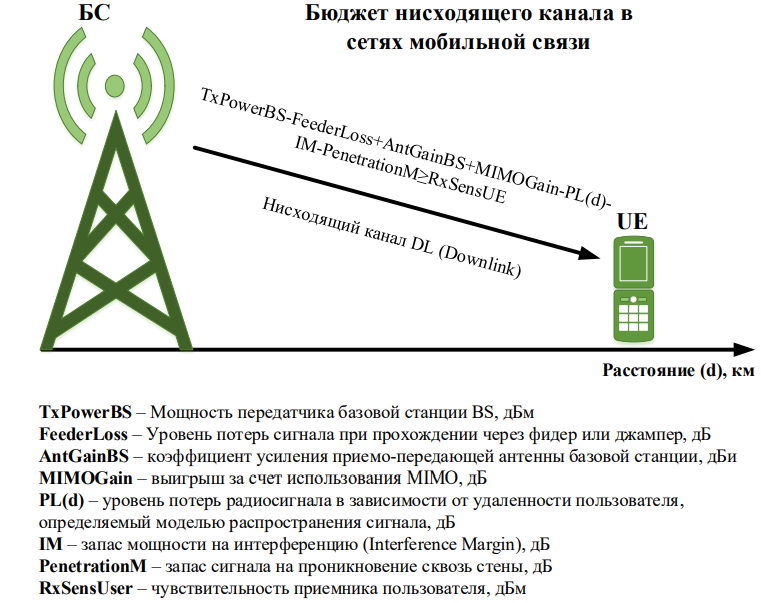 БС
Бюджет нисходящего канала в
сетях мобильной связи
TxPowerBS-FeederLoss+AntGainBS+MIMOGain-PL(d)-
IM-PenetrationM≥RxSensUE
Нисходящий канал DL (Downlink)
UE
Расстояние (d), км
TxPowerBS – Мощность передатчика базовой станции BS, дБм
FeederLoss – Уровень потерь сигнала при прохождении через фидер или джампер, дБ
AntGainBS – коэффициент усиления приемо-передающей антенны базовой станции, дБи
MIMOGain – выигрыш за счет использования MIMO, дБ
PL(d) – уровень потерь радиосигнала в зависимости от удаленности пользователя,
определяемый моделью распространения сигнала, дБ
IM – запас мощности на интерференцию (Interference Margin), дБ
PenetrationM – запас сигнала на проникновение сквозь стены, дБ
RxSensUser – чувствительность приемника пользователя, дБм